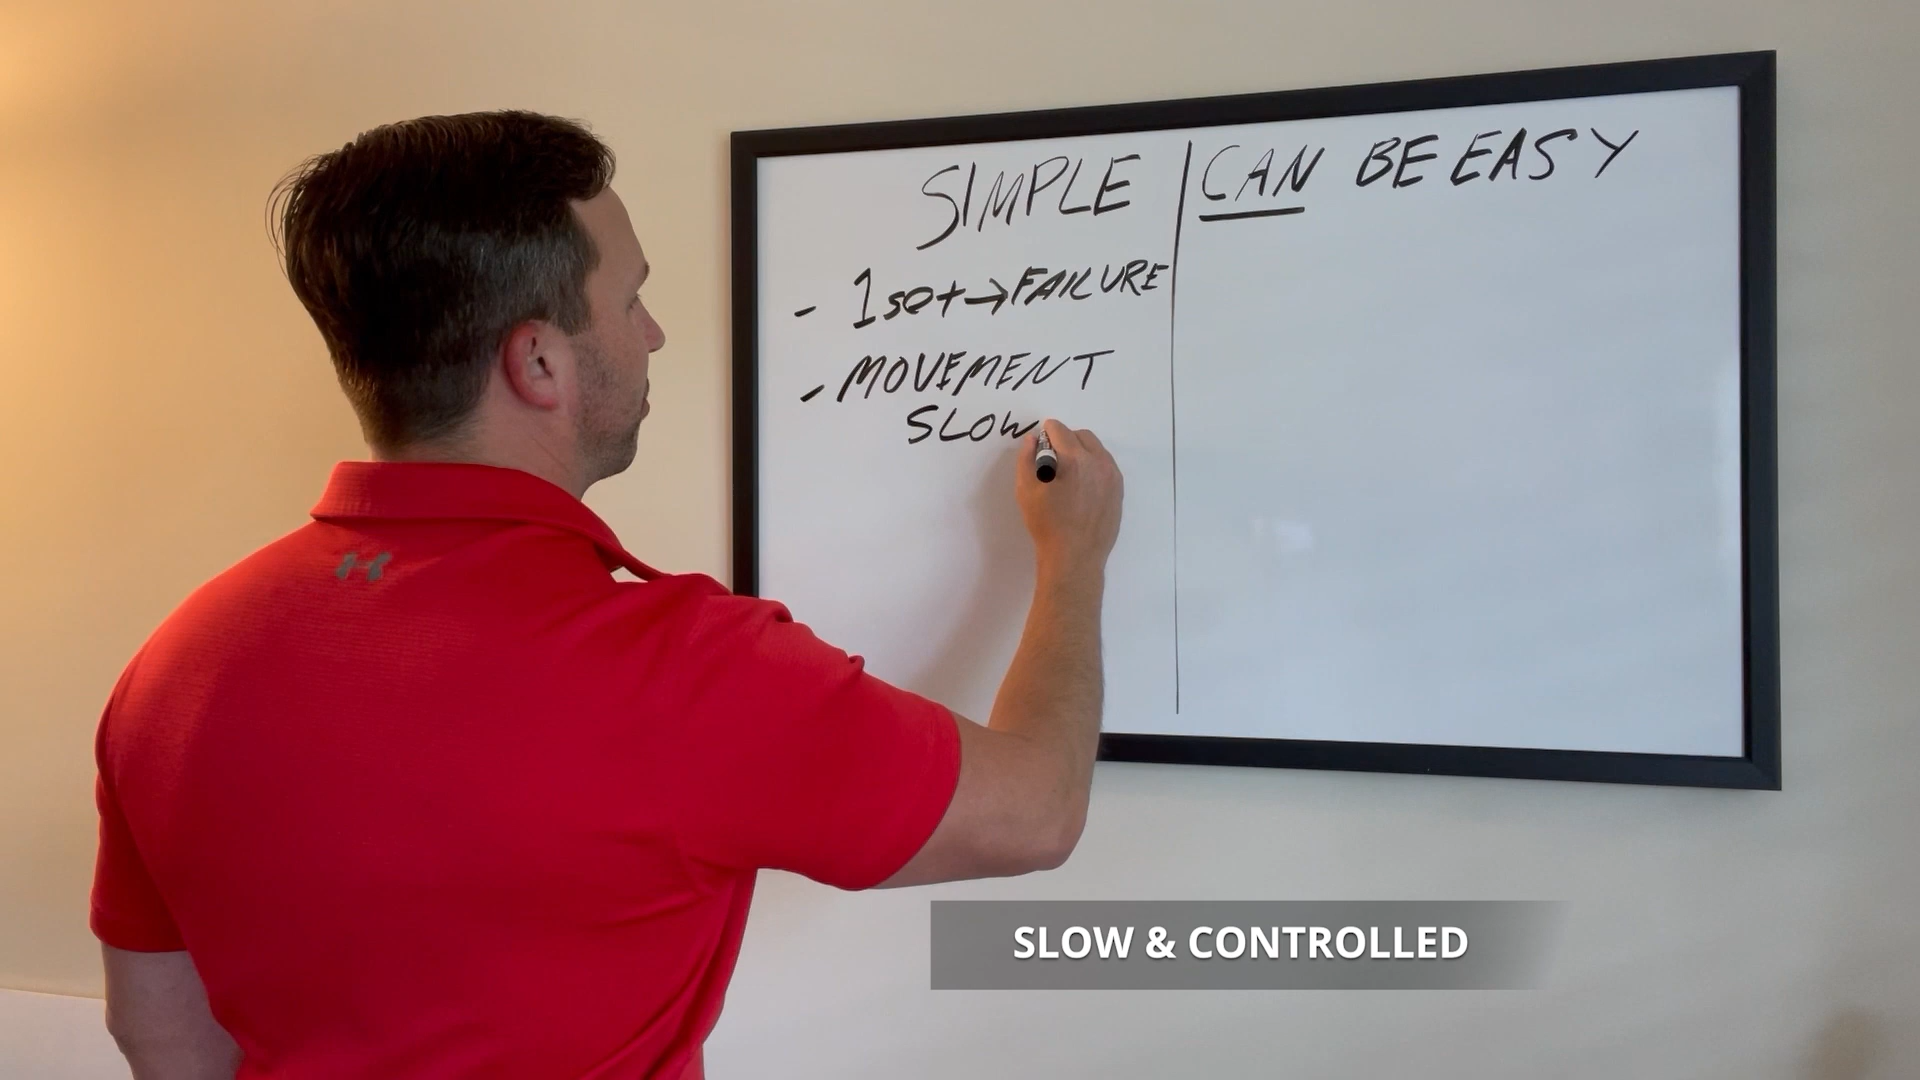 SIMPLE | CAN BE EASY
- 1 set → FAILURE
- MOVEMENT
SLOW
SLOW & CONTROLLED